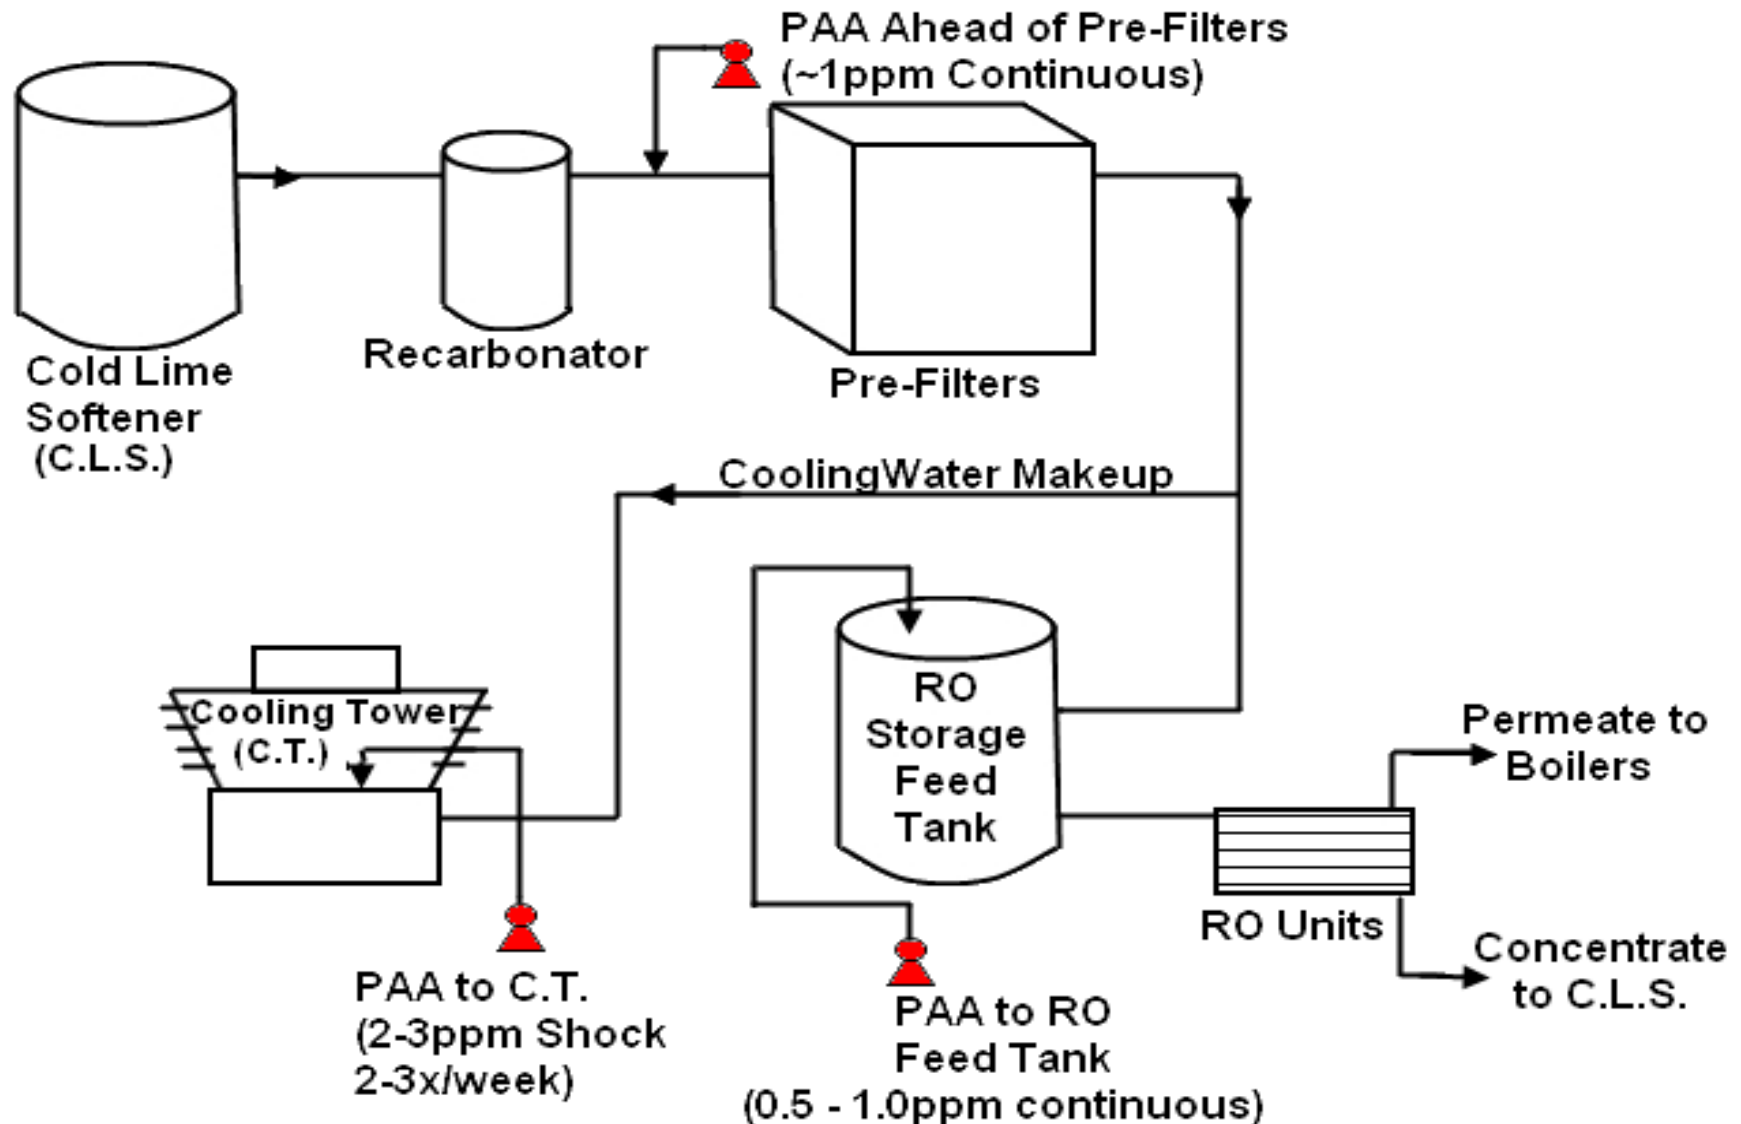 PAA Ahead of Pre-Filters
(~1ppm Continuous)
Cold Lime
Softener
(C.L.S.)
Recarbonator
Pre-Filters
CoolingWater Makeup
Cooling Tower
(C.T.)
RO
Storage
Feed
Tank
Permeate to
Boilers
RO Units
Concentrate
to C.L.S.
PAA to C.T.
(2-3ppm Shock
2-3x/week)
PAA to RO
Feed Tank
(0.5 - 1.0ppm continuous)